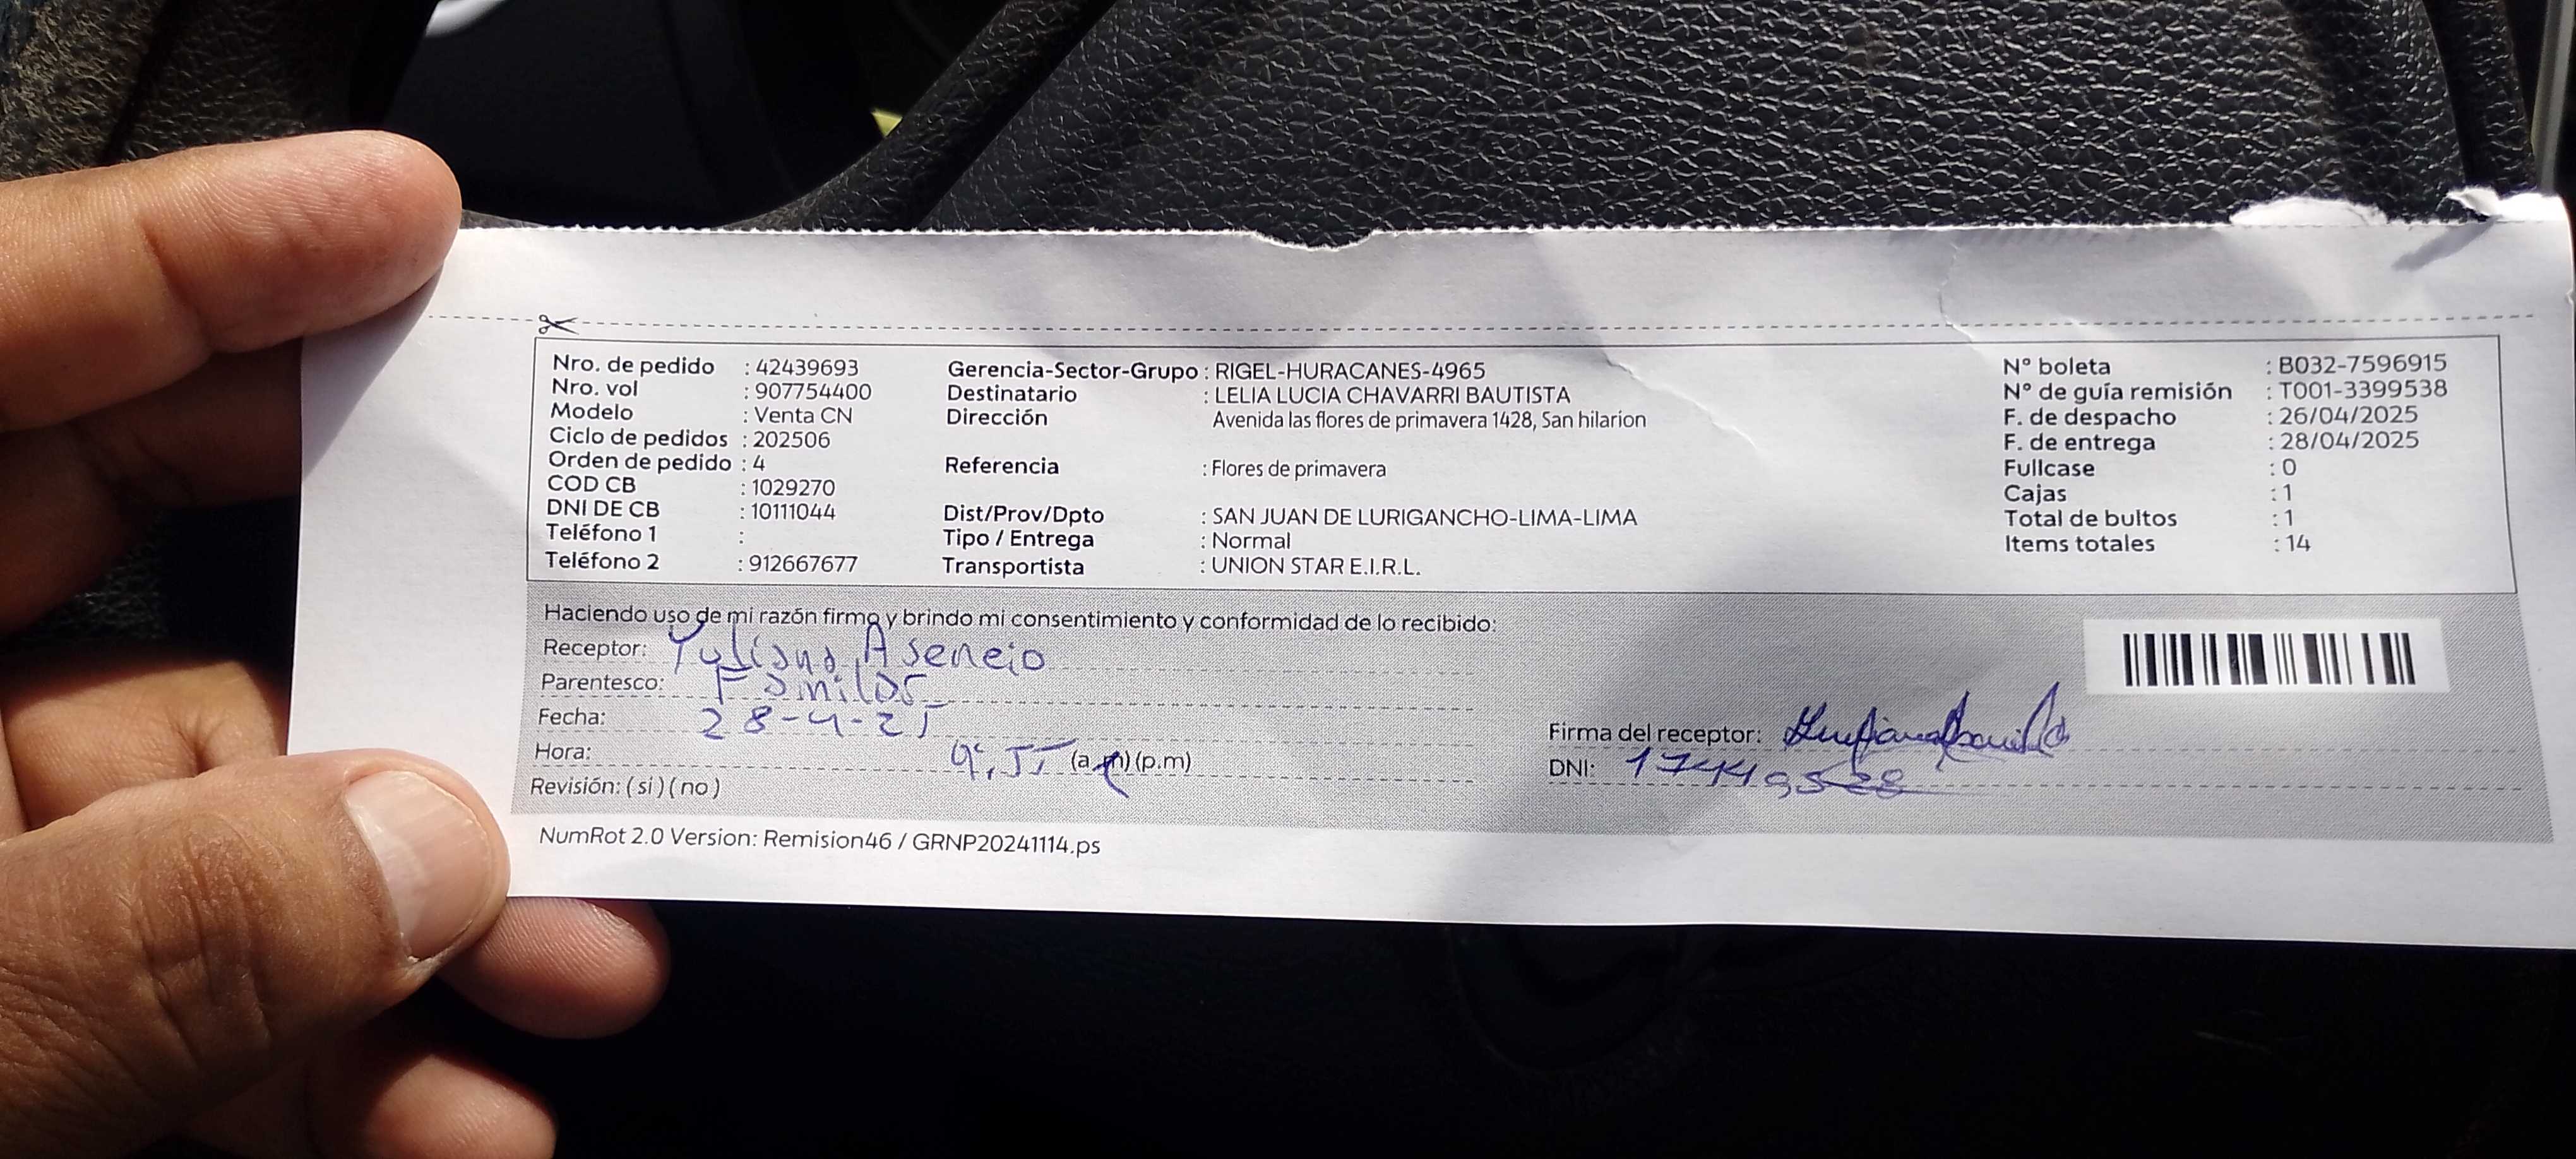 Nro. de pedido : 42439693
Nro. vol : 907754400
Modelo : Venta CN
Ciclo de pedidos : 202506
Orden de pedido : 4
COD CB : 1029270
DNI DE CB : 10111044
Teléfono 1 :
Teléfono 2 : 912667677
Gerencia-Sector-Grupo : RIGEL-HURACANES-4965
Destinatario : LELIA LUCIA CHAVARRI BAUTISTA
Dirección Avenida las flores de primavera 1428, San hilarion
Referencia : Flores de primavera
Dist/Prov/Dpto : SAN JUAN DE LURIGANCHO-LIMA-LIMA
Tipo / Entrega : Normal
Transportista : UNION STAR E.I.R.L.
N° boleta : B032-7596915
N° de guía remisión : T001-3399538
F. de despacho : 26/04/2025
F. de entrega : 28/04/2025
Fullcase : 0
Cajas : 1
Total de bultos : 1
Items totales : 14
Haciendo uso de mi razón firmo y brindo mi consentimiento y conformidad de lo recibido:
Receptor: Yuliana Asencio
Parentesco: Familiar
Fecha: 28-4-25
Hora: 9:55 (a.m) (p.m)
Revisión: (si) (no)
Firma del receptor:
DNI:
NumRot 2.0 Version: Remision46 / GRNP20241114.ps